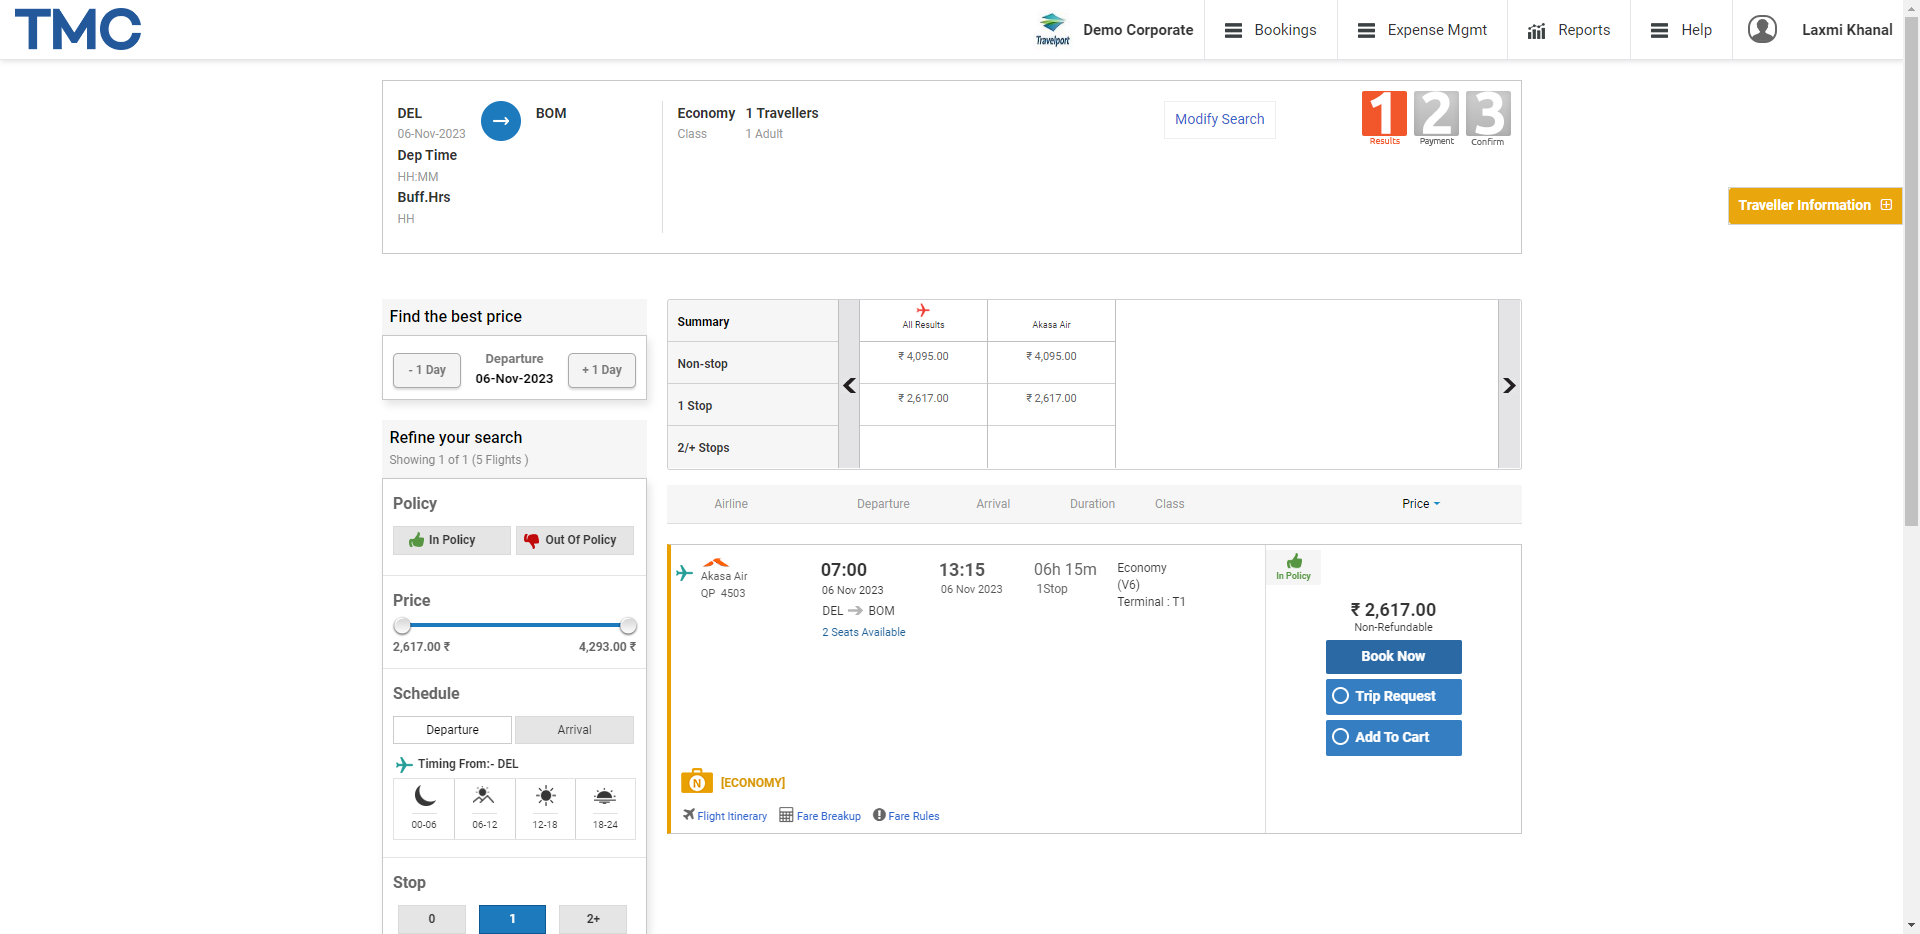 TMC
Travelport
Demo Corporate
Bookings
Expense Mgmt
Reports
Help
Laxmi Khanal
DEL
BOM
06-Nov-2023
Dep Time
HH:MM
Buff.Hrs
HH
Economy 1 Travellers
Class 1 Adult
Modify Search
1 2 3
Results Payment Confirm
Traveller Information
Find the best price
- 1 Day
Departure
06-Nov-2023
+ 1 Day
Refine your search
Showing 1 of 1 (5 Flights )
Policy
In Policy
Out Of Policy
Price
2,617.00 ₹ 4,293.00 ₹
Schedule
Departure Arrival
Timing From:- DEL
00-06 06-12 12-18 18-24
Stop
0 1 2+
Summary All Results Akasa Air
Non-stop ₹ 4,095.00 ₹ 4,095.00
1 Stop ₹ 2,617.00 ₹ 2,617.00
2/+ Stops
Airline Departure Arrival Duration Class Price
Akasa Air
QP 4503
07:00
06 Nov 2023
DEL BOM
2 Seats Available
13:15
06 Nov 2023
06h 15m
1Stop
Economy
(V6)
Terminal : T1
In Policy
₹ 2,617.00
Non-Refundable
Book Now
Trip Request
Add To Cart
N [ECONOMY]
Flight Itinerary Fare Breakup Fare Rules